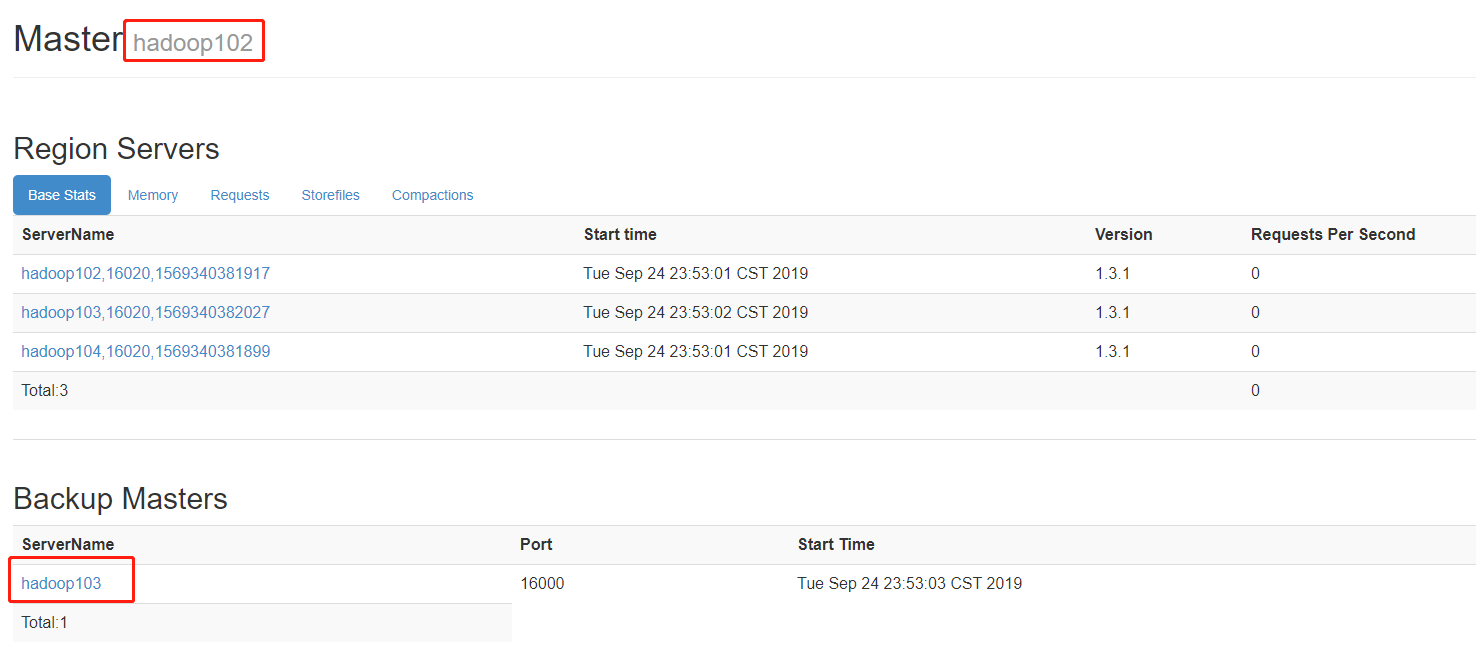 Master hadoop102
Region Servers
Base Stats Memory Requests Storefiles Compactions
ServerName Start time Version Requests Per Second
hadoop102,16020,1569340381917 Tue Sep 24 23:53:01 CST 2019 1.3.1 0
hadoop103,16020,1569340382027 Tue Sep 24 23:53:02 CST 2019 1.3.1 0
hadoop104,16020,1569340381899 Tue Sep 24 23:53:01 CST 2019 1.3.1 0
Total:3 0
Backup Masters
ServerName Port Start Time
hadoop103 16000 Tue Sep 24 23:53:03 CST 2019
Total:1